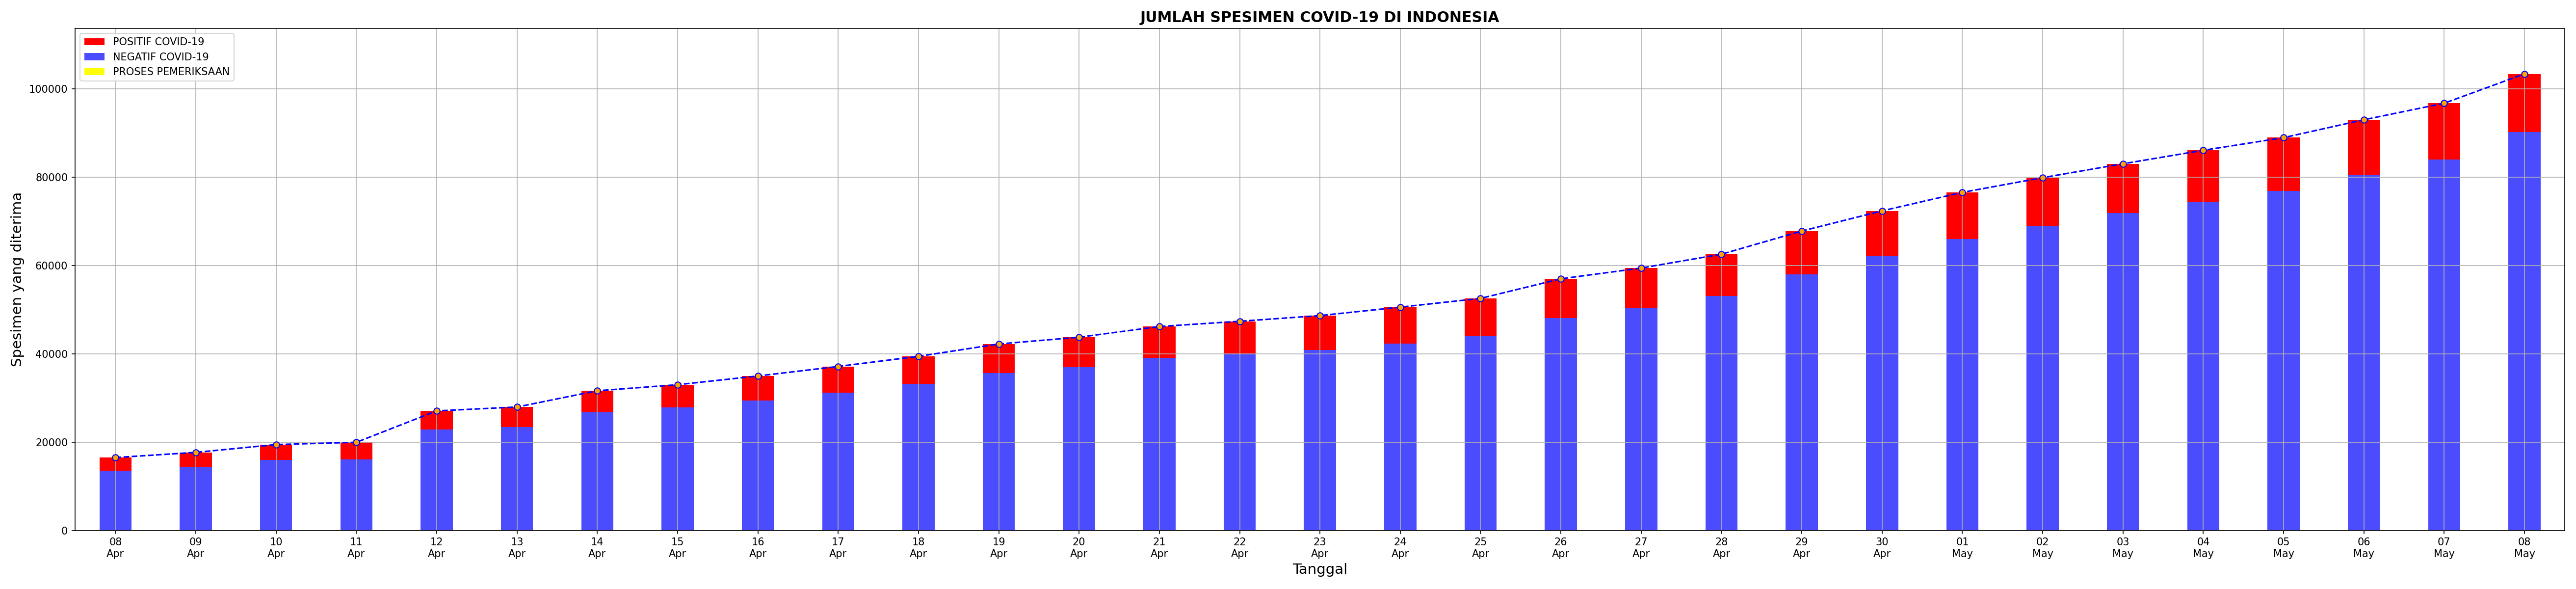 JUMLAH SPESIMEN COVID-19 DI INDONESIA
POSITIF COVID-19
NEGATIF COVID-19
PROSES PEMERIKSAAN
Spesimen yang diterima
100000
80000
60000
40000
20000
0
08 09 10 11 12 13 14 15 16 17 18 19 20 21 22 23 24 25 26 27 28 29 30 01 02 03 04 05 06 07 08
Apr Apr Apr Apr Apr Apr Apr Apr Apr Apr Apr Apr Apr Apr Apr Apr Apr Apr Apr Apr Apr Apr Apr May May May May May May May May
Tanggal